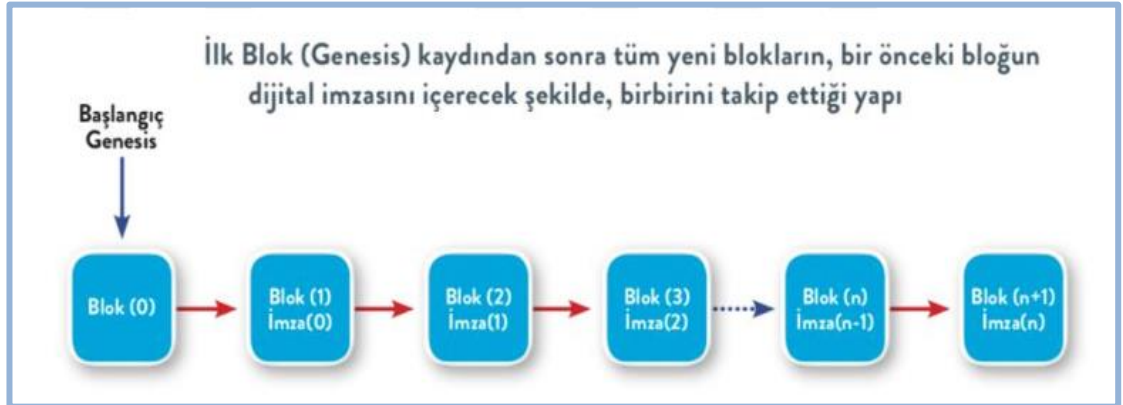 İlk Blok (Genesis) kaydından sonra tüm yeni blokların, bir önceki bloğun
dijital imzasını içerecek şekilde, birbirini takip ettiği yapı
Başlangıç
Genesis
Blok (0)
Blok (1)
İmza(0)
Blok (2)
İmza(1)
Blok (3)
İmza(2)
Blok (n)
İmza(n-1)
Blok (n+1)
İmza(n)